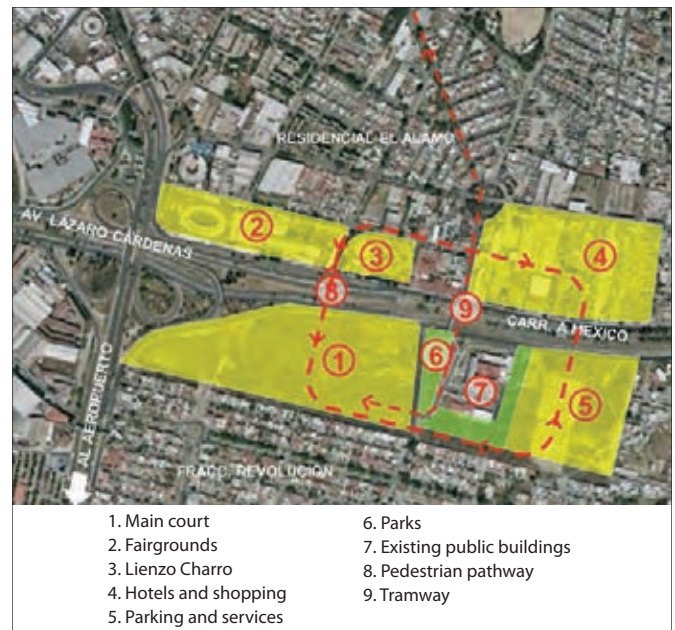 RESIDENCIAL EL ALAMO
AV. LÁZARO CÁRDENAS
2
3
4
8
9
CARR. A MEXICO
1
6
7
5
AL AEROPUERTO
FRACC. REVOLUCION
1. Main court
2. Fairgrounds
3. Lienzo Charro
4. Hotels and shopping
5. Parking and services
6. Parks
7. Existing public buildings
8. Pedestrian pathway
9. Tramway